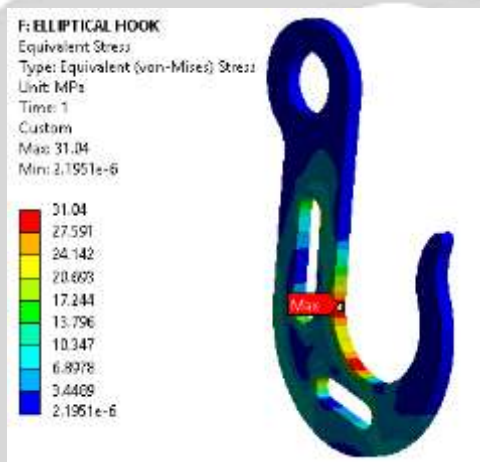 F: ELLIPTICAL HOOK
Equivalent Stress
Type: Equivalent (von-Mises) Stress
Unit: MPa
Time: 1
Custom
Max: 31.04
Min: 2.1951e-6
31.04
27.591
24.142
20.693
17.244
13.796
10.347
6.8978
3.4489
2.1951e-6
Max